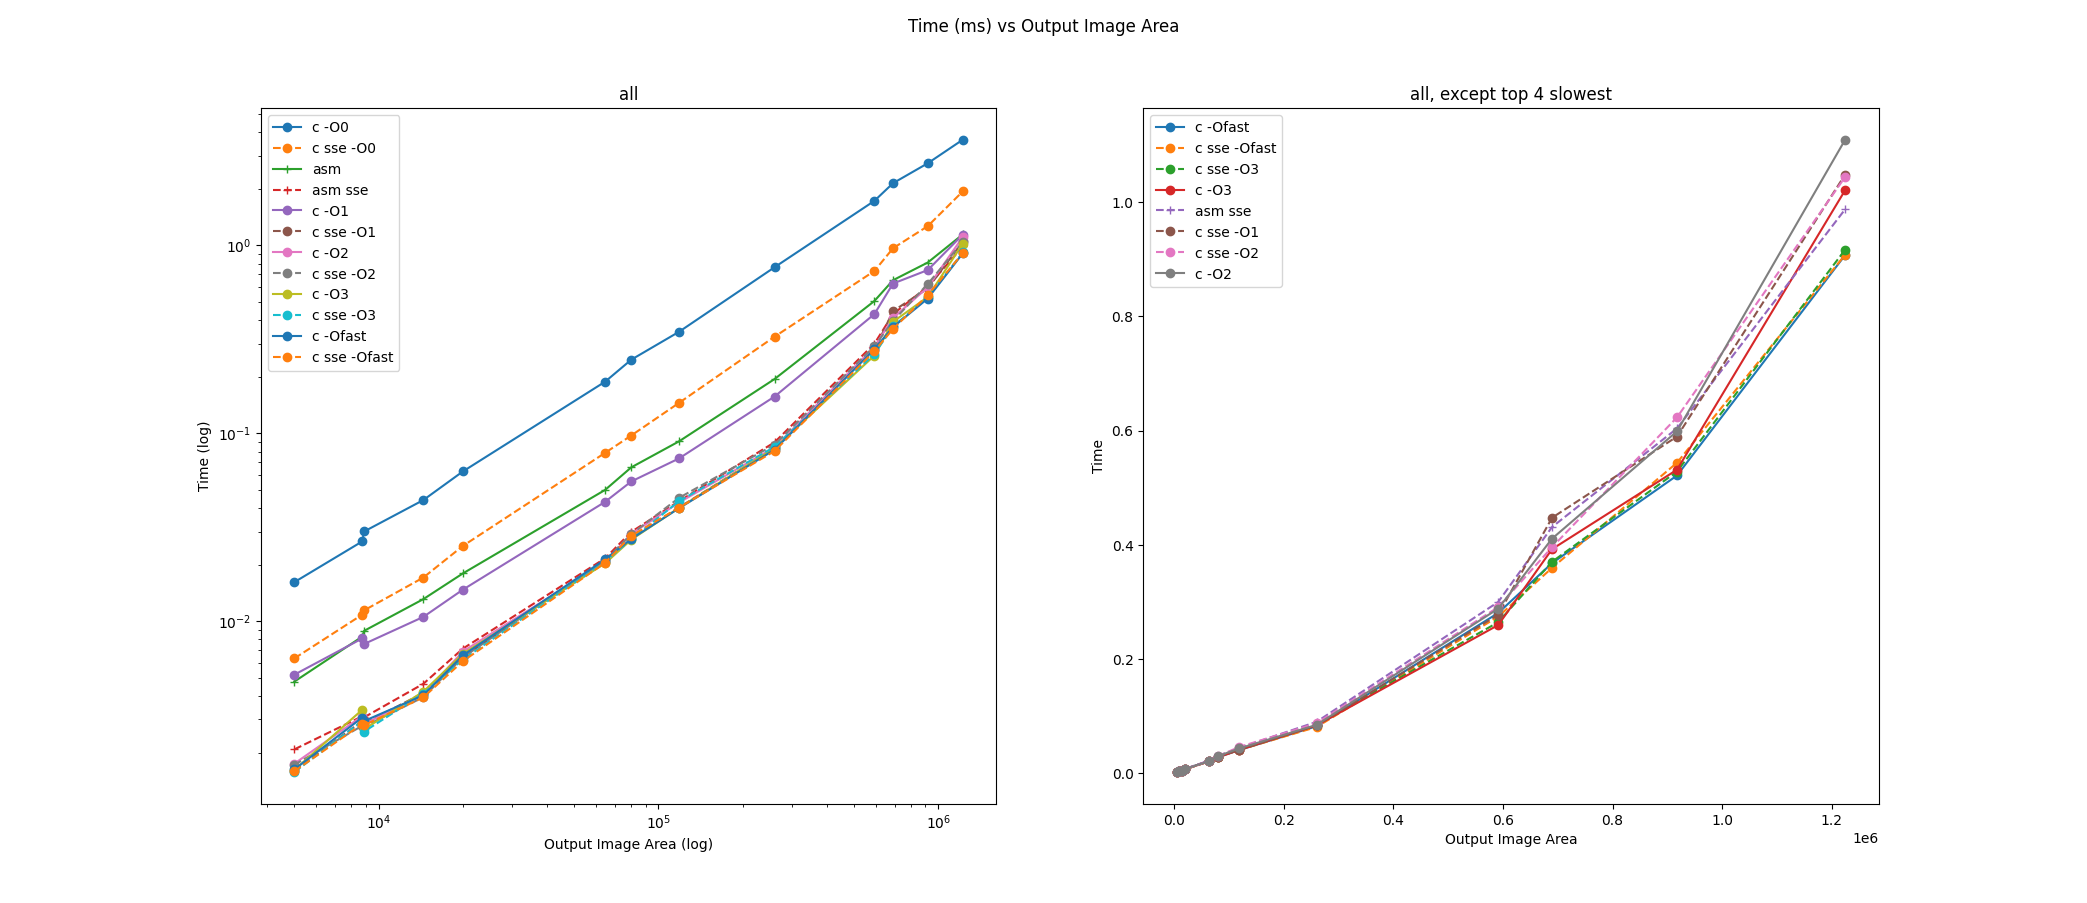 Time (ms) vs Output Image Area
all
c -O0
c sse -O0
asm
asm sse
c -O1
c sse -O1
c -O2
c sse -O2
c -O3
c sse -O3
c -Ofast
c sse -Ofast
10⁰
10⁻¹
10⁻²
Time (log)
10⁴ 10⁵ 10⁶
Output Image Area (log)
all, except top 4 slowest
c -Ofast
c sse -Ofast
c sse -O3
c -O3
asm sse
c sse -O1
c sse -O2
c -O2
1.0
0.8
0.6
0.4
0.2
0.0
Time
0.0 0.2 0.4 0.6 0.8 1.0 1.2
1e6
Output Image Area